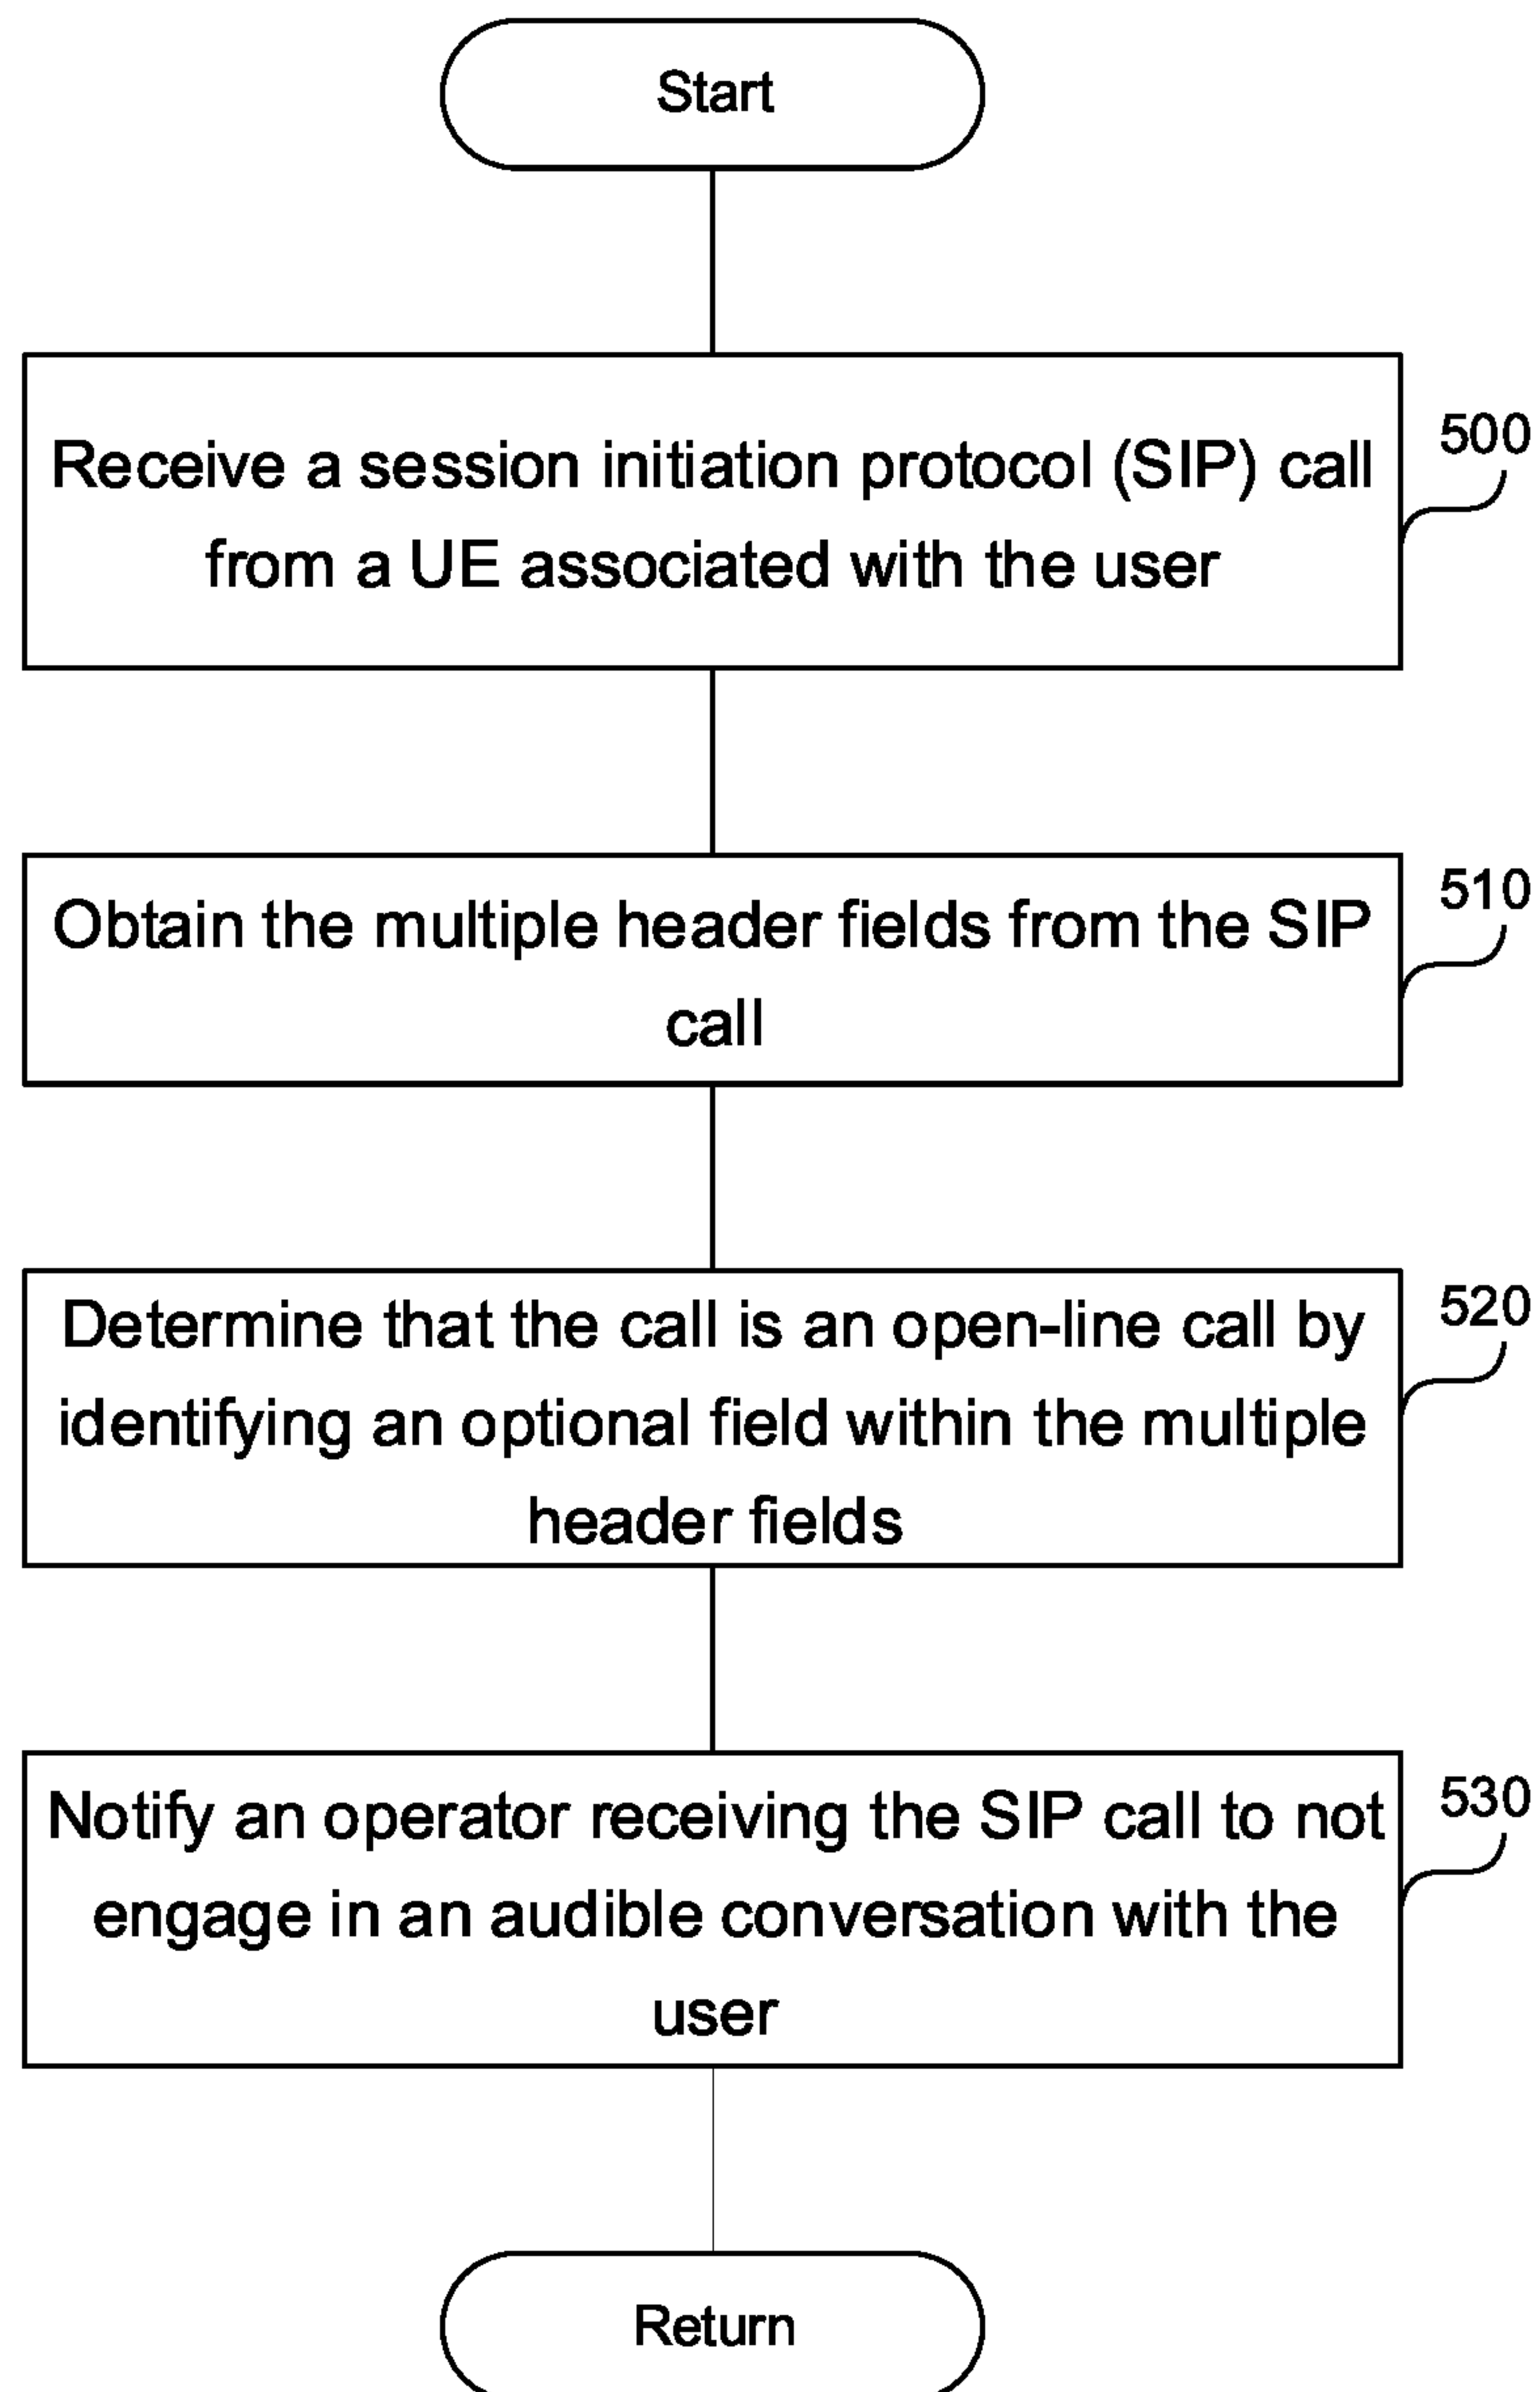 Start
Receive a session initiation protocol (SIP) call
from a UE associated with the user
500
Obtain the multiple header fields from the SIP
call
510
Determine that the call is an open-line call by
identifying an optional field within the multiple
header fields
520
Notify an operator receiving the SIP call to not
engage in an audible conversation with the
user
530
Return